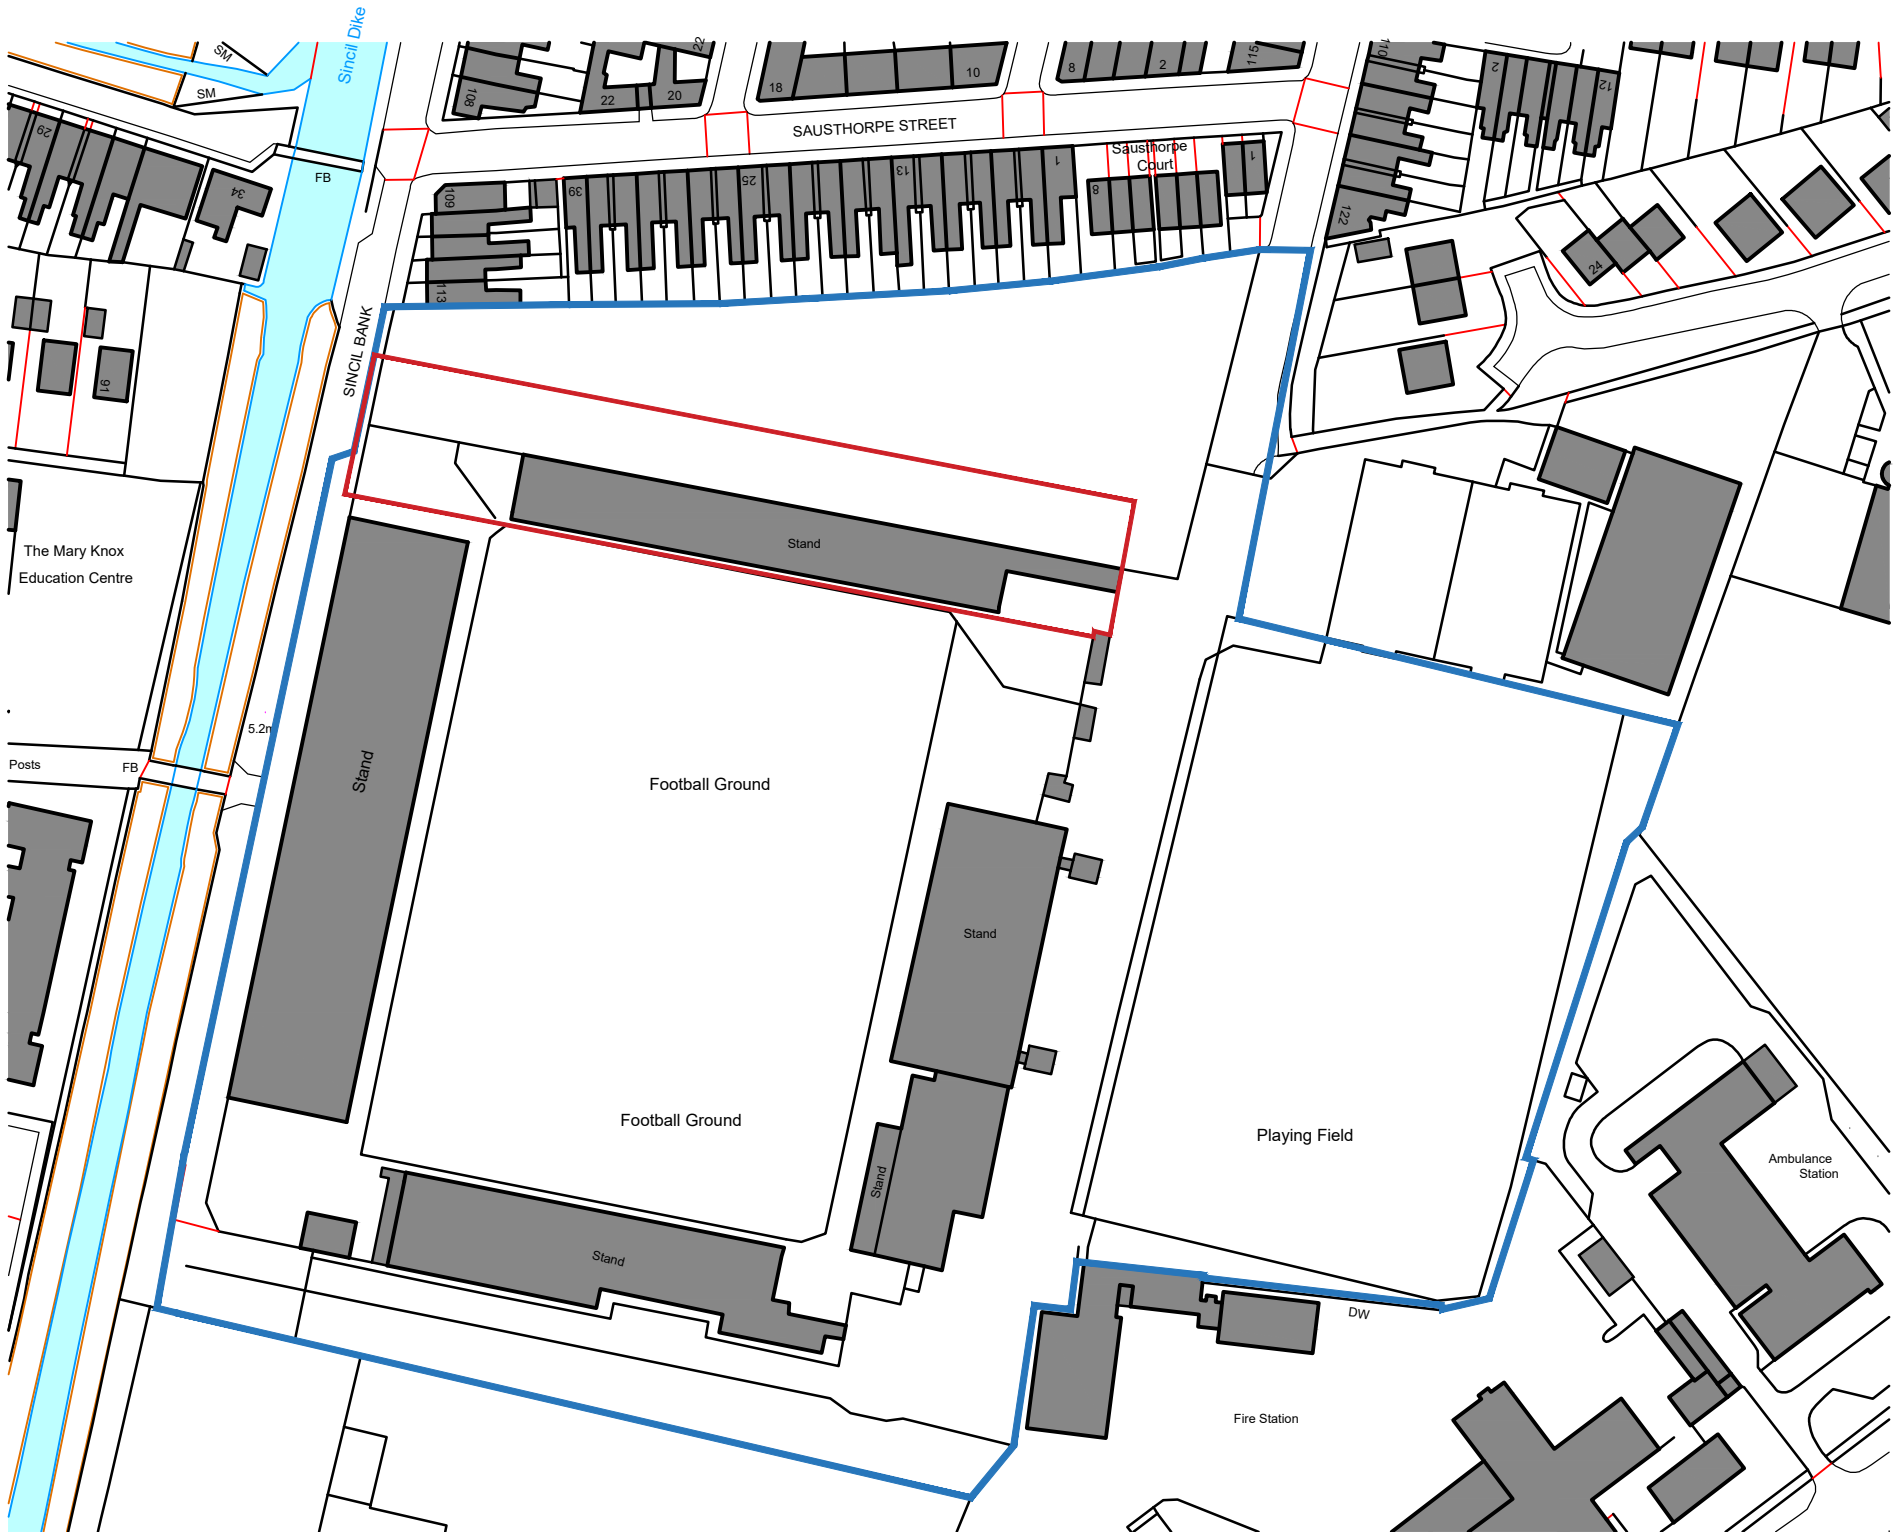 Sincil Dike
SM
SM
FB
29
34
108
22
20
22
18
10
8
2
115
110
2
12
SAUSTHORPE STREET
Sausthorpe
Court
109
113
39
25
13
1
8
1
122
24
16
SINCIL BANK
The Mary Knox
Education Centre
Stand
5.2m
Posts
FB
Stand
Football Ground
Stand
Football Ground
Playing Field
Stand
Stand
Ambulance
Station
DW
Fire Station